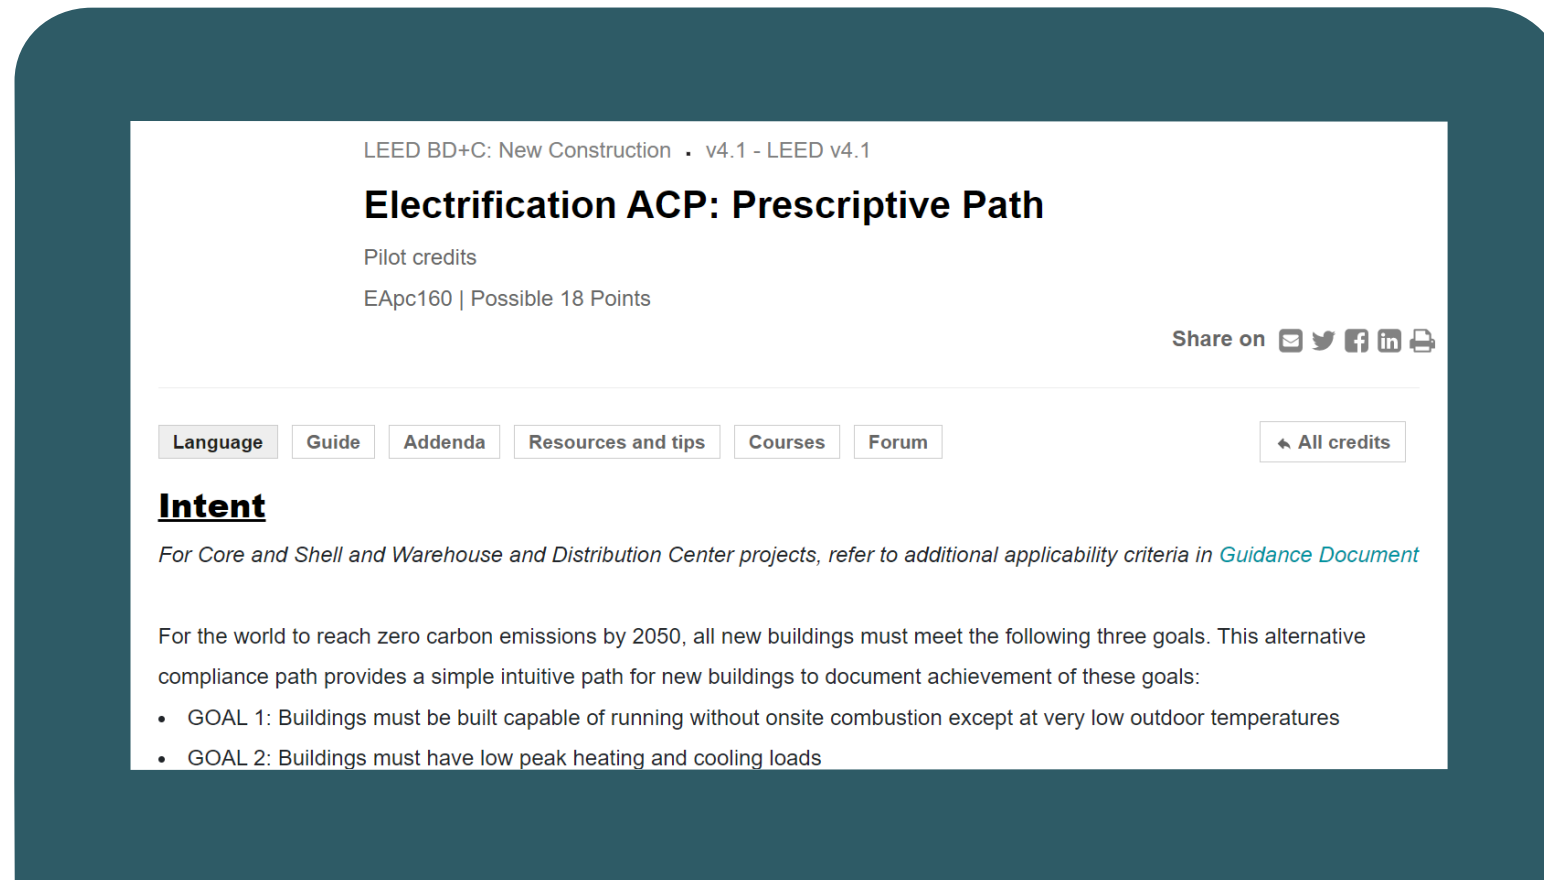 LEED BD+C: New Construction ▪ v4.1 - LEED v4.1
Electrification ACP: Prescriptive Path
Pilot credits
EApc160 | Possible 18 Points
Share on
Language Guide Addenda Resources and tips Courses Forum All credits
Intent
For Core and Shell and Warehouse and Distribution Center projects, refer to additional applicability criteria in Guidance Document
For the world to reach zero carbon emissions by 2050, all new buildings must meet the following three goals. This alternative
compliance path provides a simple intuitive path for new buildings to document achievement of these goals:
• GOAL 1: Buildings must be built capable of running without onsite combustion except at very low outdoor temperatures
• GOAL 2: Buildings must have low peak heating and cooling loads